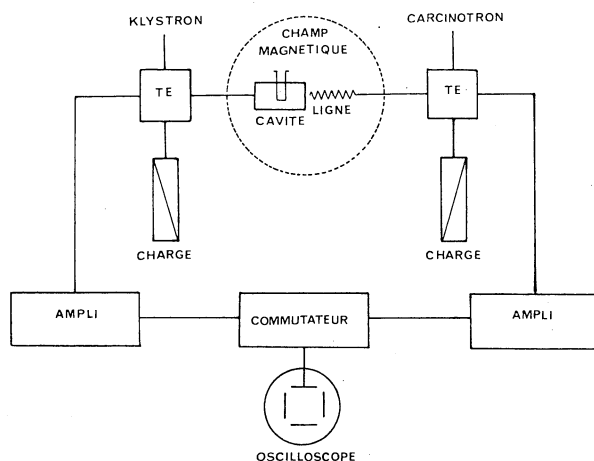 KLYSTRON
CARCINOTRON
CHAMP
MAGNETIQUE
TE
TE
CAVITE
LIGNE
CHARGE
CHARGE
AMPLI
COMMUTATEUR
AMPLI
OSCILLOSCOPE